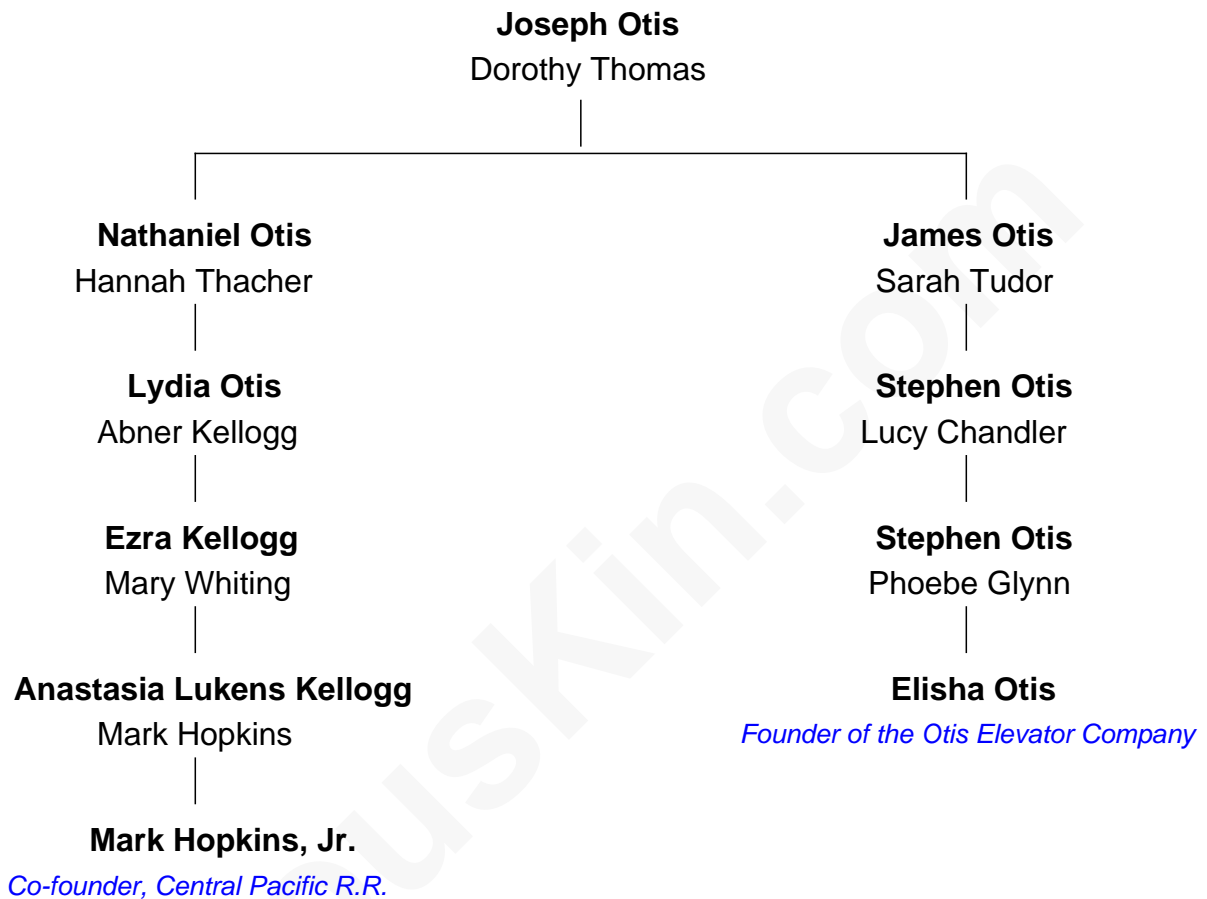 Joseph Otis
Dorothy Thomas
Nathaniel Otis
Hannah Thacher
James Otis
Sarah Tudor
Lydia Otis
Abner Kellogg
Stephen Otis
Lucy Chandler
Ezra Kellogg
Mary Whiting
Stephen Otis
Phoebe Glynn
Anastasia Lukens Kellogg
Mark Hopkins
Elisha Otis
Founder of the Otis Elevator Company
Mark Hopkins, Jr.
Co-founder, Central Pacific R.R.
ousKin.com